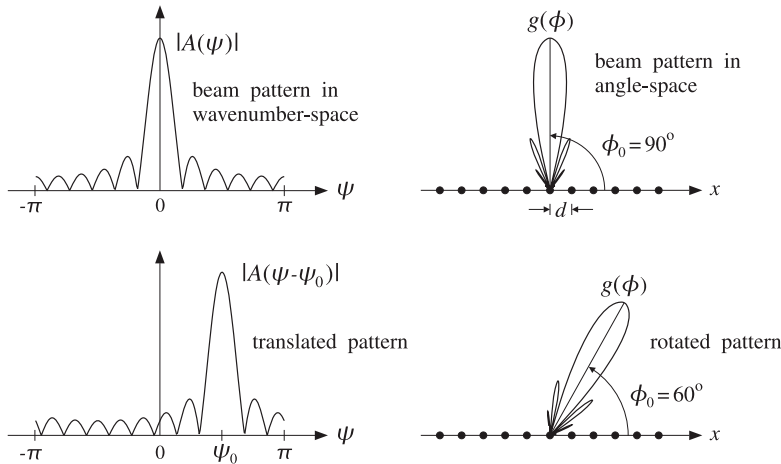 |A(ψ)|
beam pattern in
wavenumber-space
-π 0 π ψ
g(ϕ)
beam pattern in
angle-space
ϕ₀ = 90°
x
d
|A(ψ-ψ₀)|
translated pattern
-π 0 ψ₀ π ψ
g(ϕ)
rotated pattern
ϕ₀ = 60°
x